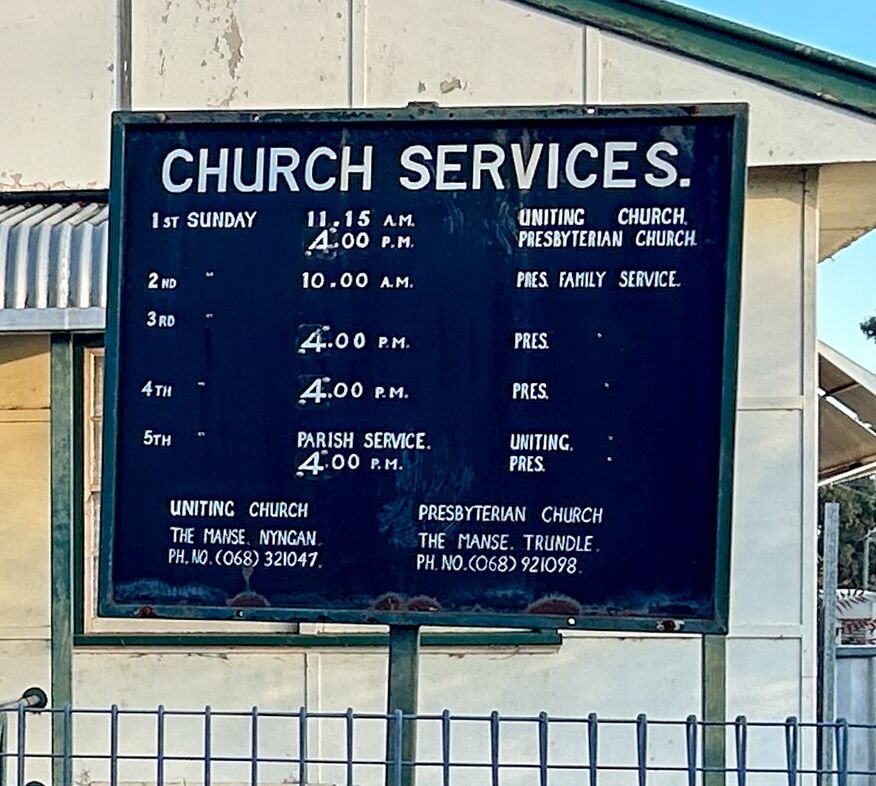 CHURCH SERVICES.
1ST SUNDAY 11.15 A.M. UNITING CHURCH.
4.00 P.M. PRESBYTERIAN CHURCH.
2ND " 10.00 A.M. PRES. FAMILY SERVICE.
3RD "
4.00 P.M. PRES. "
4TH " 4.00 P.M. PRES. "
5TH " PARISH SERVICE. UNITING. "
4.00 P.M. PRES. "
UNITING CHURCH
THE MANSE. NYNGAN.
PH. NO. (068) 321047.
PRESBYTERIAN CHURCH
THE MANSE. TRUNDLE.
PH. NO. (068) 921098.